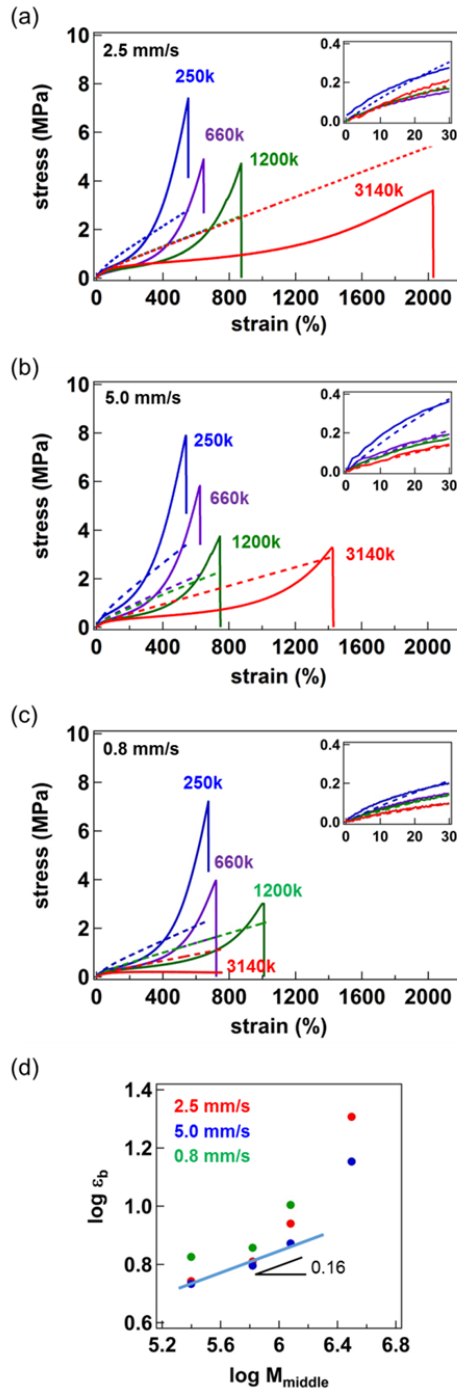 (a)
10
8
6
4
2
0
stress (MPa)
2.5 mm/s
250k
660k
1200k
3140k
0.4
0.2
0.0
0 10 20 30
0 400 800 1200 1600 2000
strain (%)
(b)
10
8
6
4
2
0
stress (MPa)
5.0 mm/s
250k
660k
1200k
3140k
0.4
0.2
0.0
0 10 20 30
0 400 800 1200 1600 2000
strain (%)
(c)
10
8
6
4
2
0
stress (MPa)
0.8 mm/s
250k
660k
1200k
3140k
0.4
0.2
0.0
0 10 20 30
0 400 800 1200 1600 2000
strain (%)
(d)
1.4
1.2
1.0
0.8
0.6
log εb
2.5 mm/s
5.0 mm/s
0.8 mm/s
0.16
5.2 5.6 6 6.4 6.8
log Mmiddle